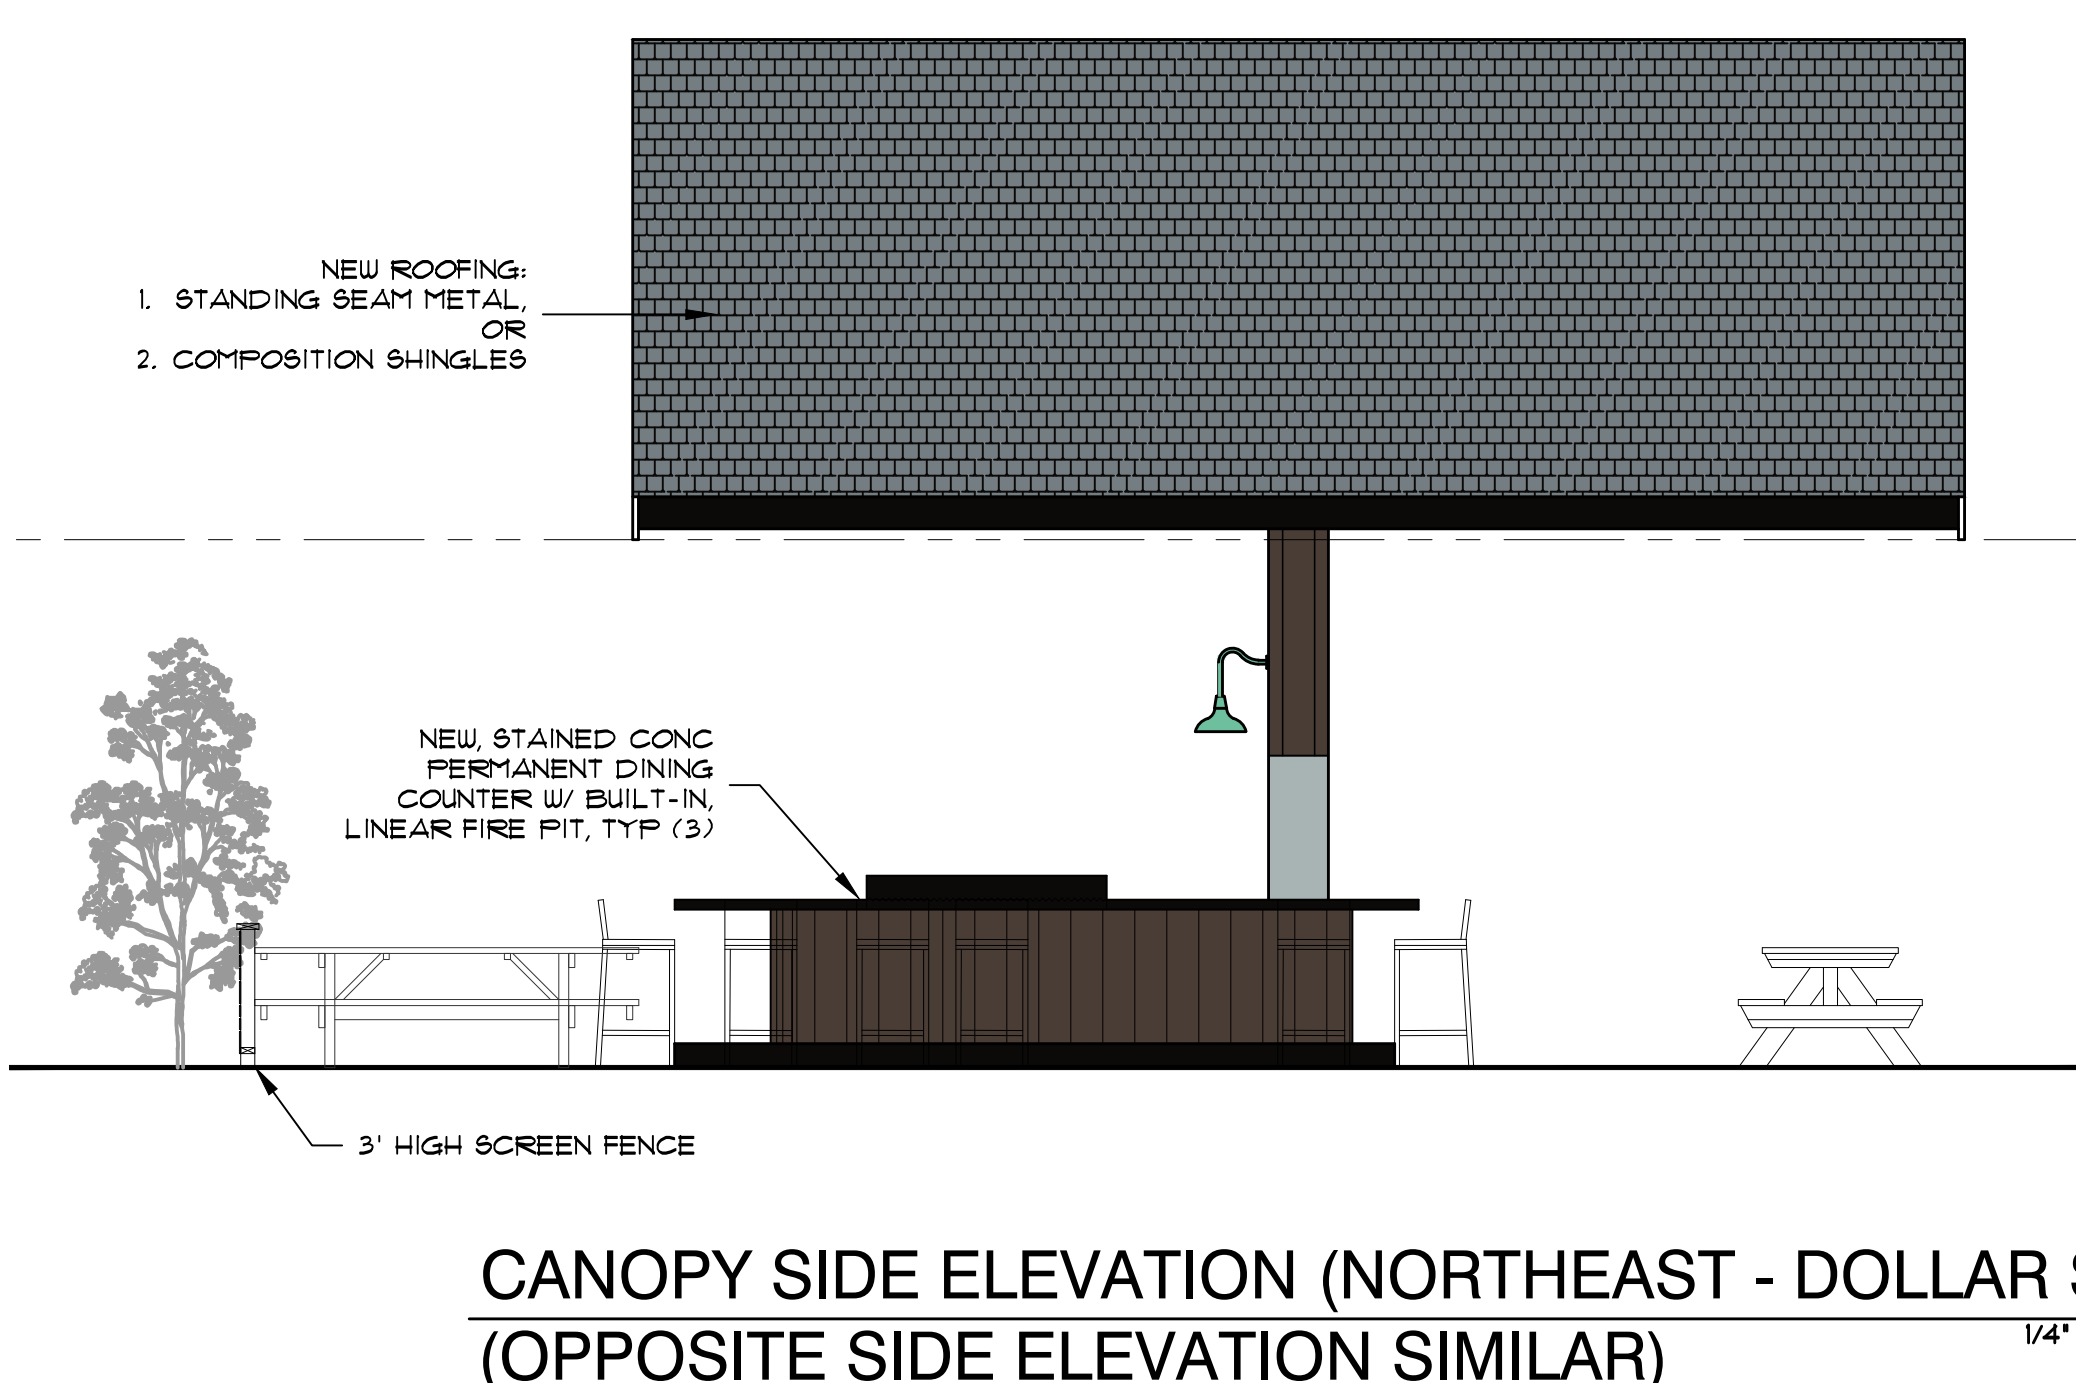 NEW ROOFING:
1. STANDING SEAM METAL,
OR
2. COMPOSITION SHINGLES
NEW, STAINED CONC
PERMANENT DINING
COUNTER W/ BUILT-IN,
LINEAR FIRE PIT, TYP (3)
3' HIGH SCREEN FENCE
CANOPY SIDE ELEVATION (NORTHEAST - DOLLAR
(OPPOSITE SIDE ELEVATION SIMILAR)
1/4"